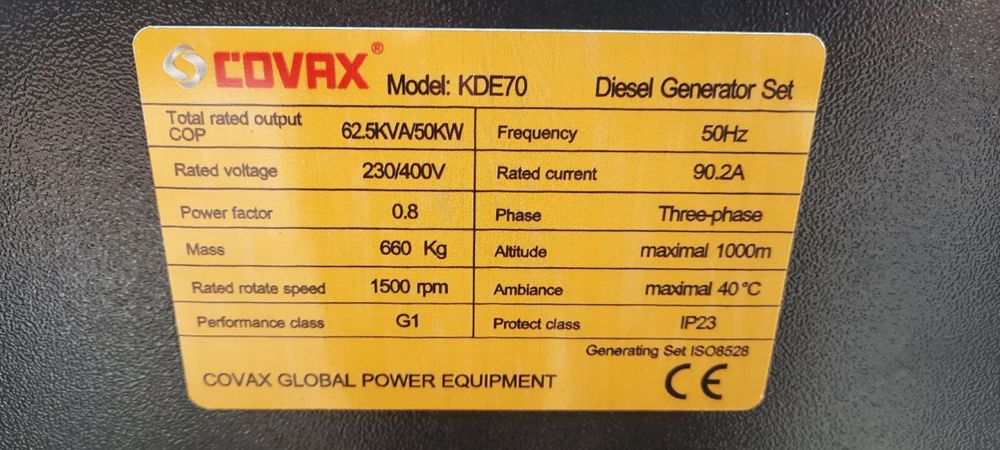 COVAX® Model: KDE70 Diesel Generator Set
Total rated output COP 62.5KVA/50KW Frequency 50Hz
Rated voltage 230/400V Rated current 90.2A
Power factor 0.8 Phase Three-phase
Mass 660 Kg Altitude maximal 1000m
Rated rotate speed 1500 rpm Ambiance maximal 40°C
Performance class G1 Protect class IP23
Generating Set ISO8528
COVAX GLOBAL POWER EQUIPMENT CE